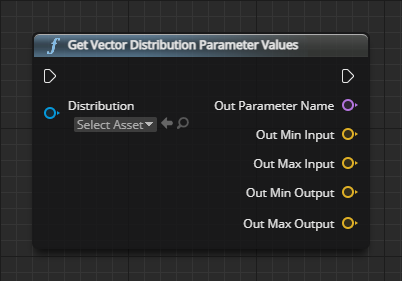 f Get Vector Distribution Parameter Values
Distribution
Select Asset
Out Parameter Name
Out Min Input
Out Max Input
Out Min Output
Out Max Output